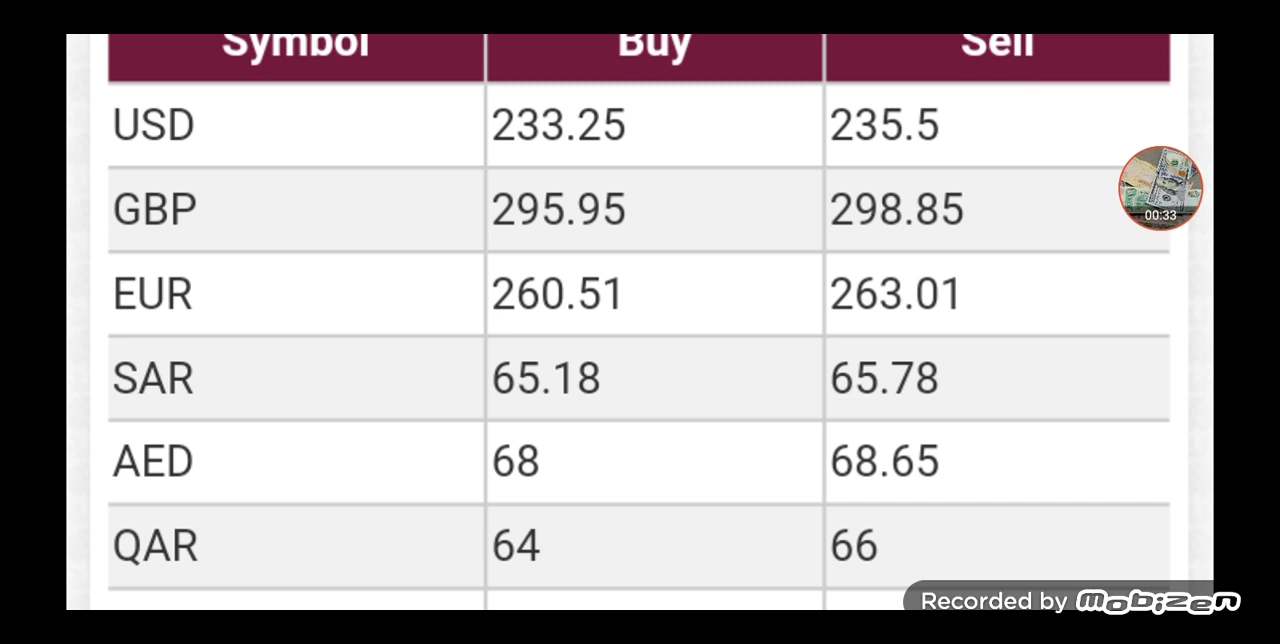 Symbol Buy Sell
USD 233.25 235.5
GBP 295.95 298.85
00:33
EUR 260.51 263.01
SAR 65.18 65.78
AED 68 68.65
QAR 64 66
Recorded by mobizen